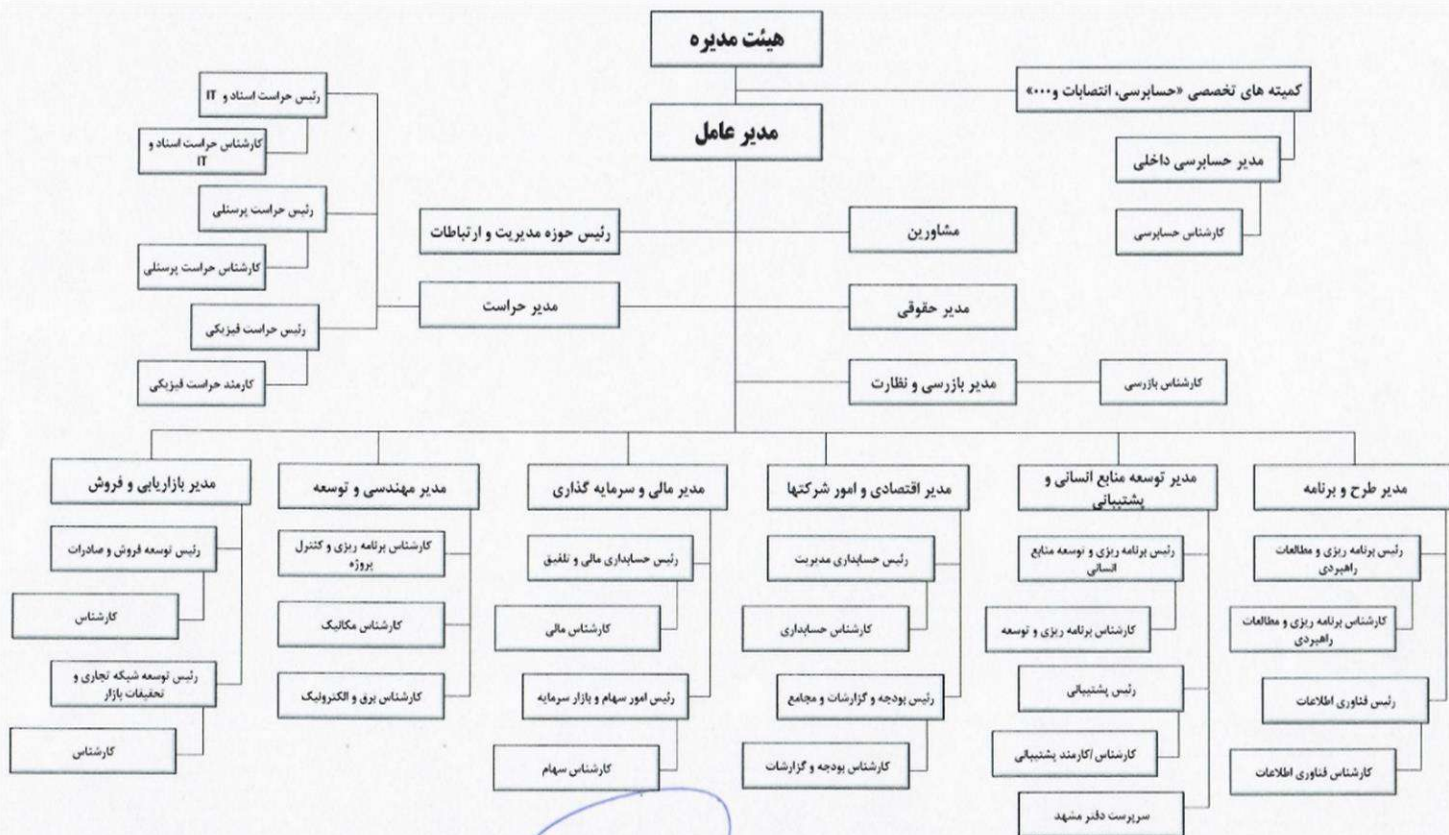 هیئت مدیره
کمیته های تخصصی «حسابرسی، انتصابات و۰۰۰»
مدیر عامل
مدیر حسابرسی داخلی
کارشناس حسابرسی
رئیس حراست اسناد و IT
کارشناس حراست اسناد و
IT
رئیس حراست پرسنلی
کارشناس حراست پرسنلی
رئیس حراست فیزیکی
کارمند حراست فیزیکی
مشاورین
رئیس حوزه مدیریت و ارتباطات
مدیر حقوقی
مدیر حراست
کارشناس بازرسی
مدیر بازرسی و نظارت
مدیر طرح و برنامه
رئیس برنامه ریزی و مطالعات
راهبردی
کارشناس برنامه ریزی و مطالعات
راهبردی
رئیس فناوری اطلاعات
کارشناس فناوری اطلاعات
مدیر توسعه منابع انسانی و
پشتیبانی
رئیس برنامه ریزی و توسعه منابع
انسانی
کارشناس برنامه ریزی و توسعه
رئیس پشتیبانی
کارشناس/کارمند پشتیبانی
سرپرست دفتر مشهد
مدیر اقتصادی و امور شرکتها
رئیس حسابداری مدیریت
کارشناس حسابداری
رئیس بودجه و گزارشات و مجامع
کارشناس بودجه و گزارشات
مدیر مالی و سرمایه گذاری
رئیس حسابداری مالی و تلفیق
کارشناس مالی
رئیس امور سهام و بازار سرمایه
کارشناس سهام
مدیر مهندسی و توسعه
کارشناس برنامه ریزی و کنترل
پروژه
کارشناس مکانیک
کارشناس برق و الکترونیک
مدیر بازاریابی و فروش
رئیس توسعه فروش و صادرات
کارشناس
رئیس توسعه شبکه تجاری و
تحقیقات بازار
کارشناس